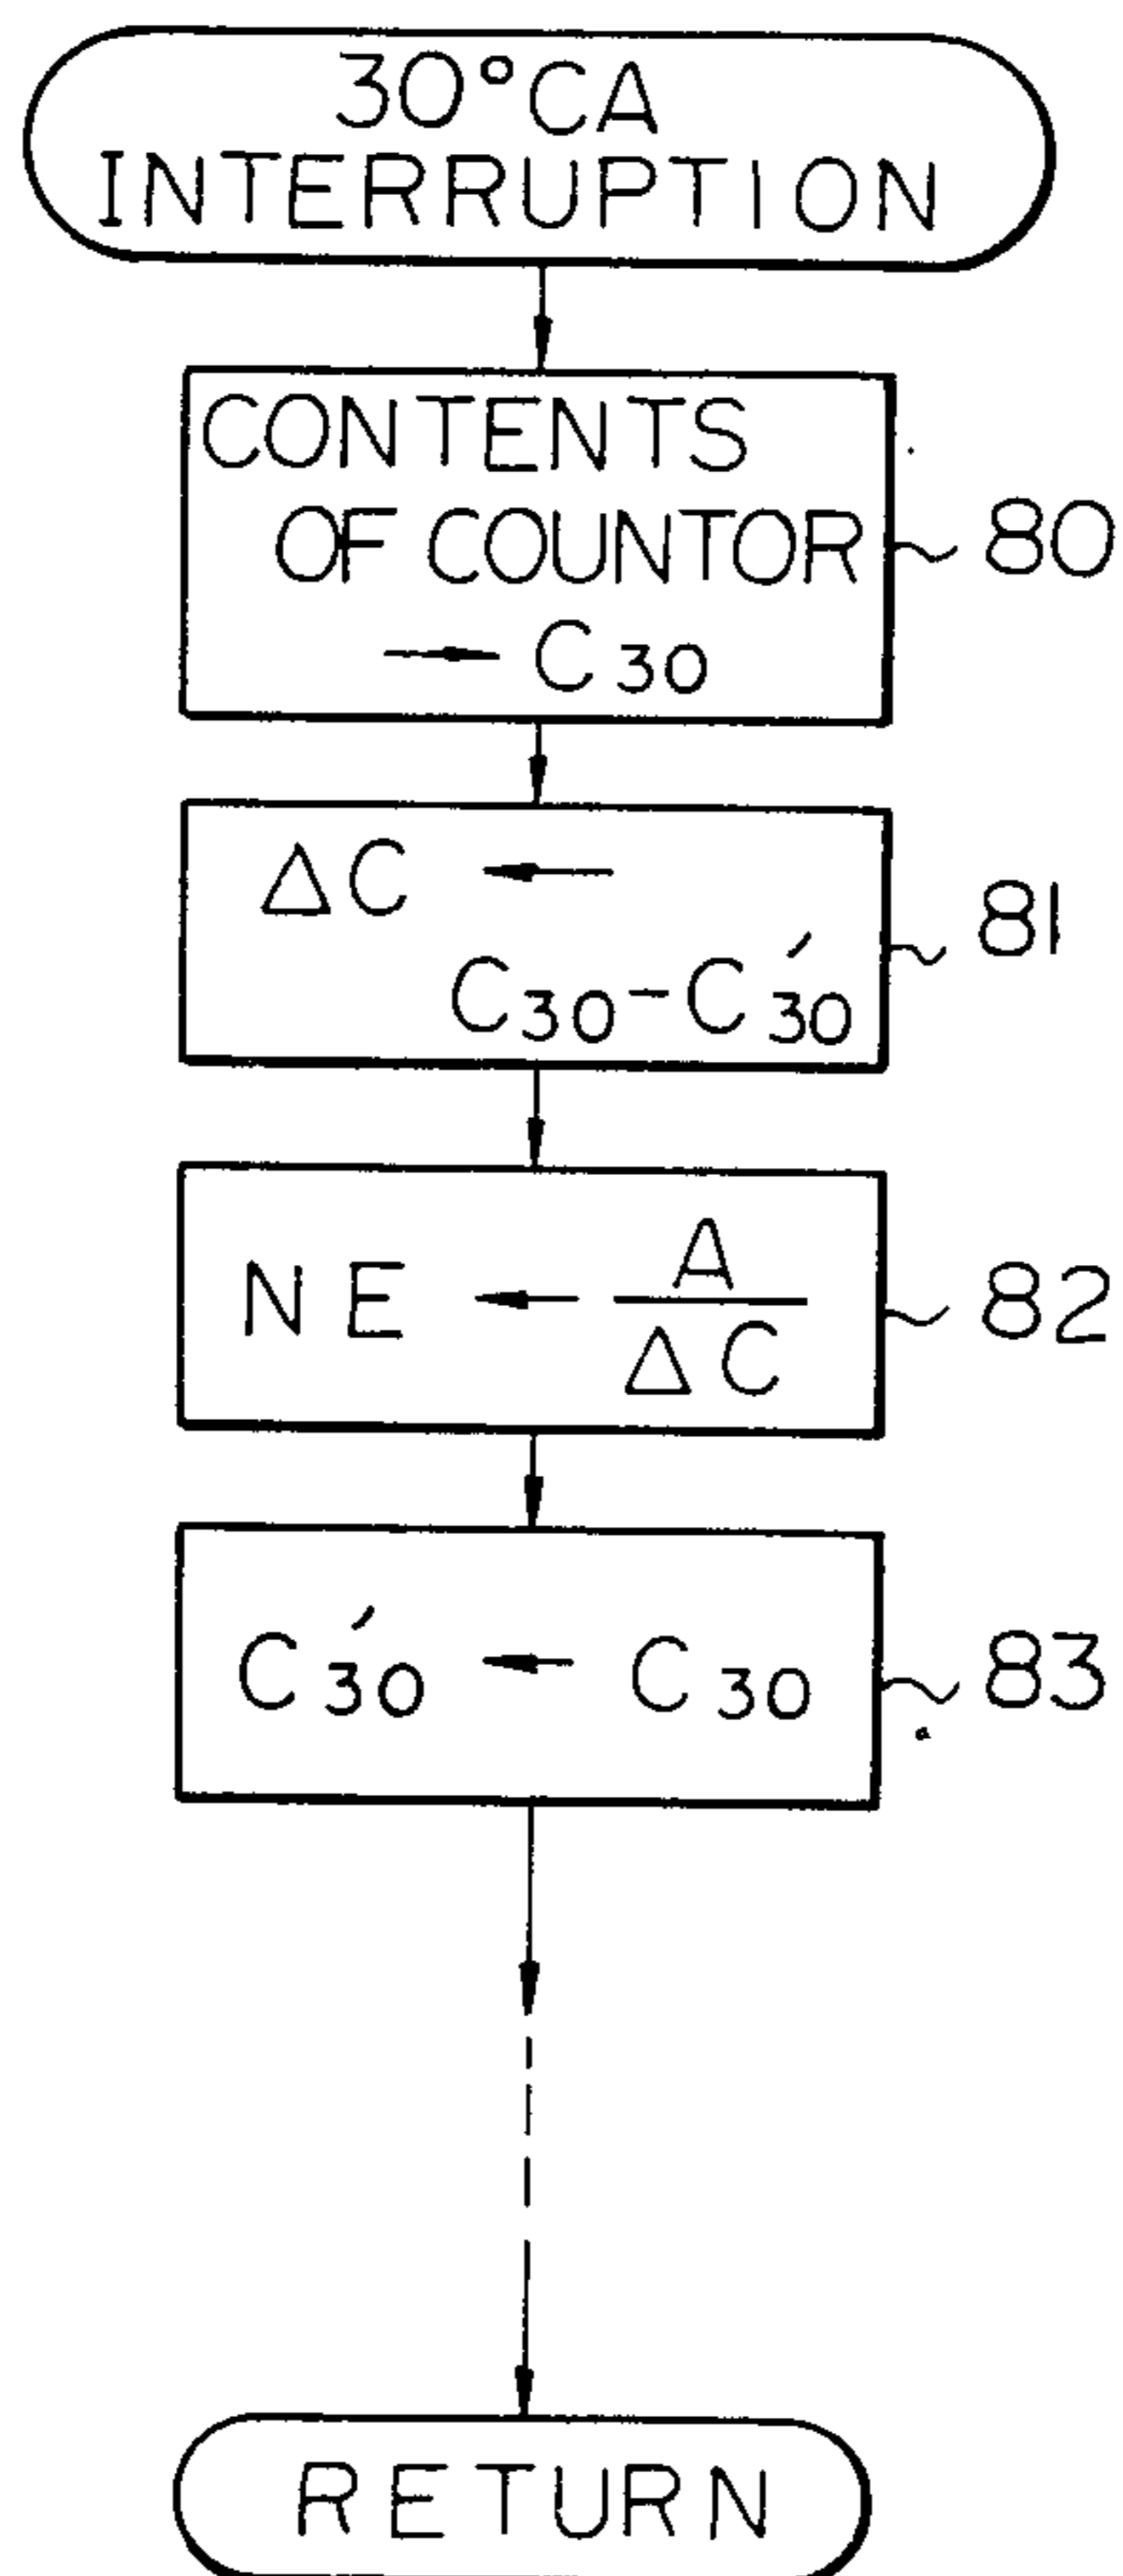 30°CA
INTERRUPTION
CONTENTS
OF COUNTOR
→ C30
80
ΔC ←
C30-C'30
81
NE ← A/ΔC
82
C'30 ← C30
83
RETURN